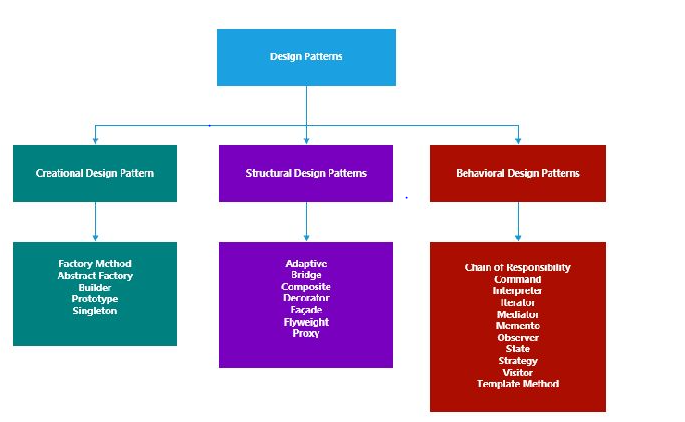 Design Patterns
Creational Design Pattern
Structural Design Patterns
Behavioral Design Patterns
Factory Method
Abstract Factory
Builder
Prototype
Singleton
Adaptive
Bridge
Composite
Decorator
Façade
Flyweight
Proxy
Chain of Responsibility
Command
Interpreter
Iterator
Mediator
Memento
Observer
State
Strategy
Visitor
Template Method